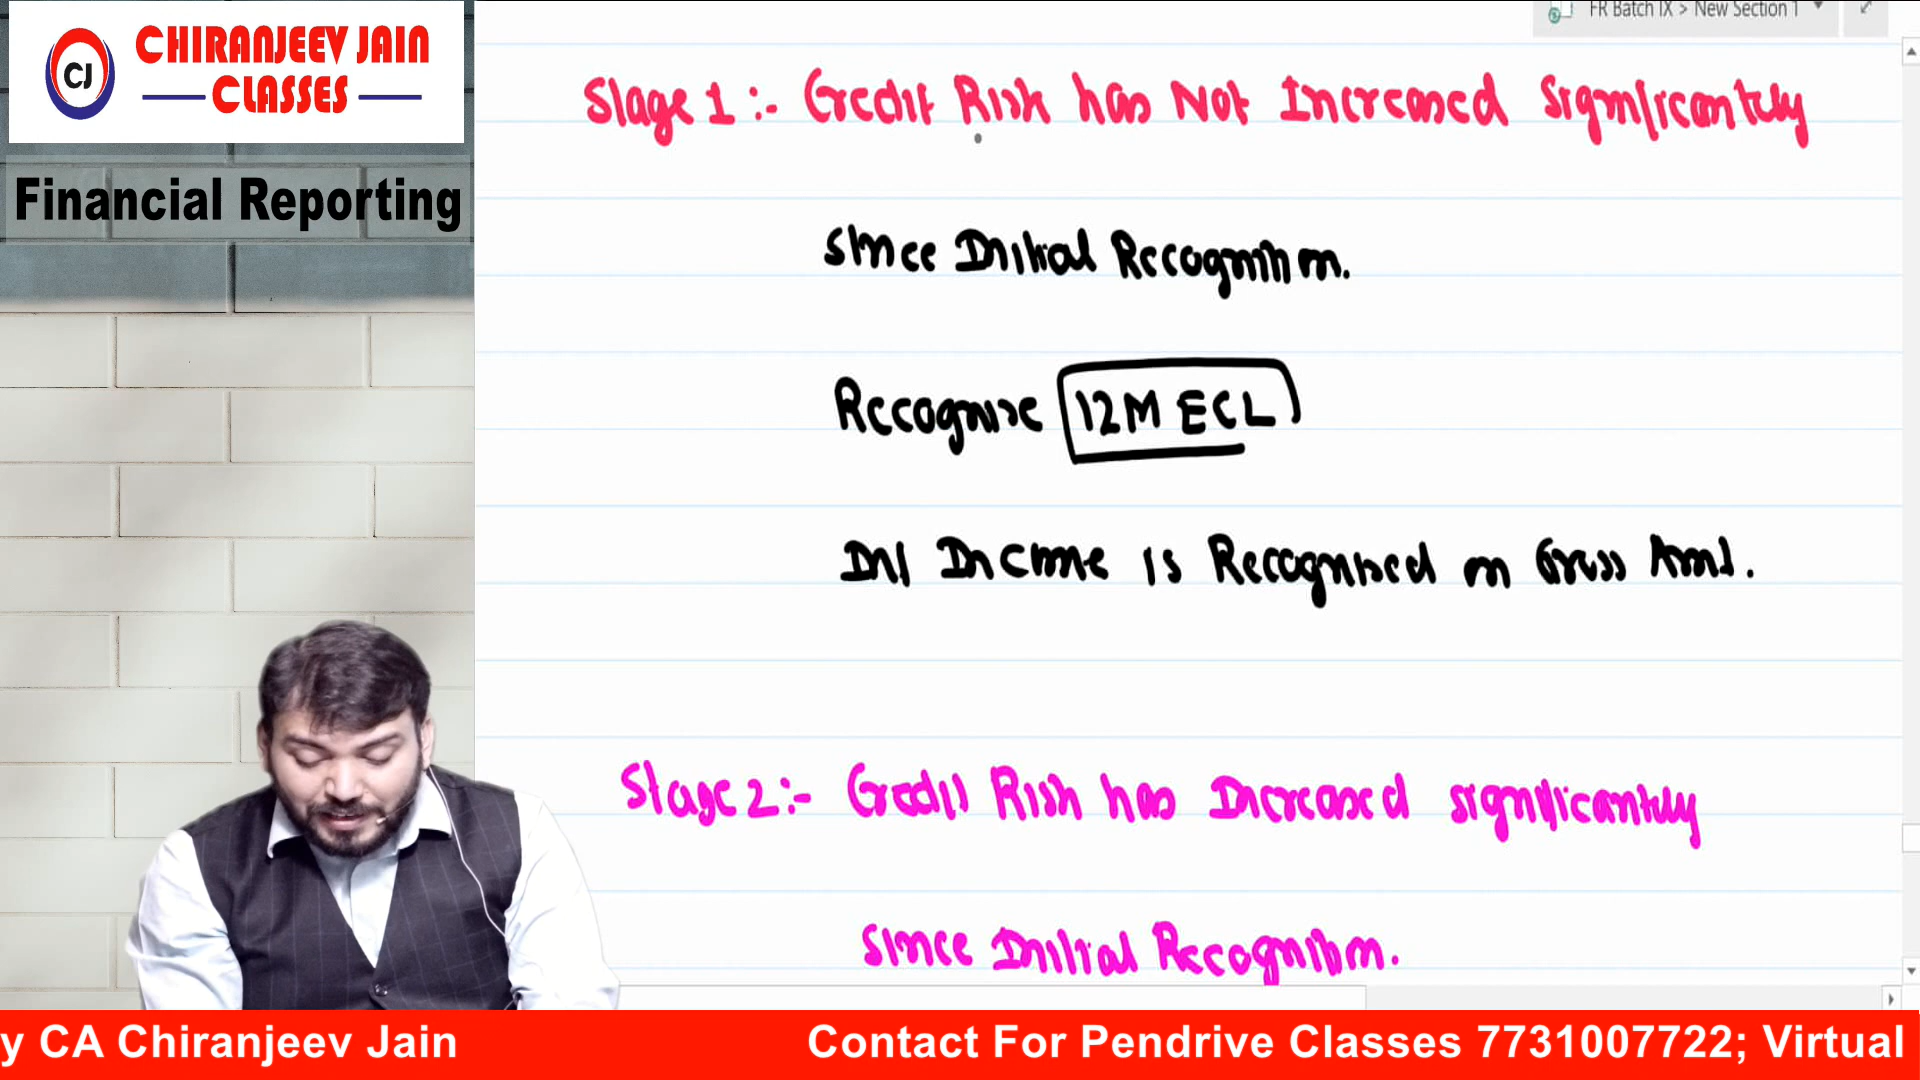 CHIRANJEEV JAIN
CJ
CLASSES
Financial Reporting
FR Batch IX > New Section 1
Stage 1 :- Credit Risk has Not Increased Significantly
Since Initial Recognition.
Recognise 12M ECL
Int Income is Recognised on Gross Amt.
Stage 2 :- Credit Risk has Increased Significantly
Since Initial Recognition.
y CA Chiranjeev Jain Contact For Pendrive Classes 7731007722; Virtual